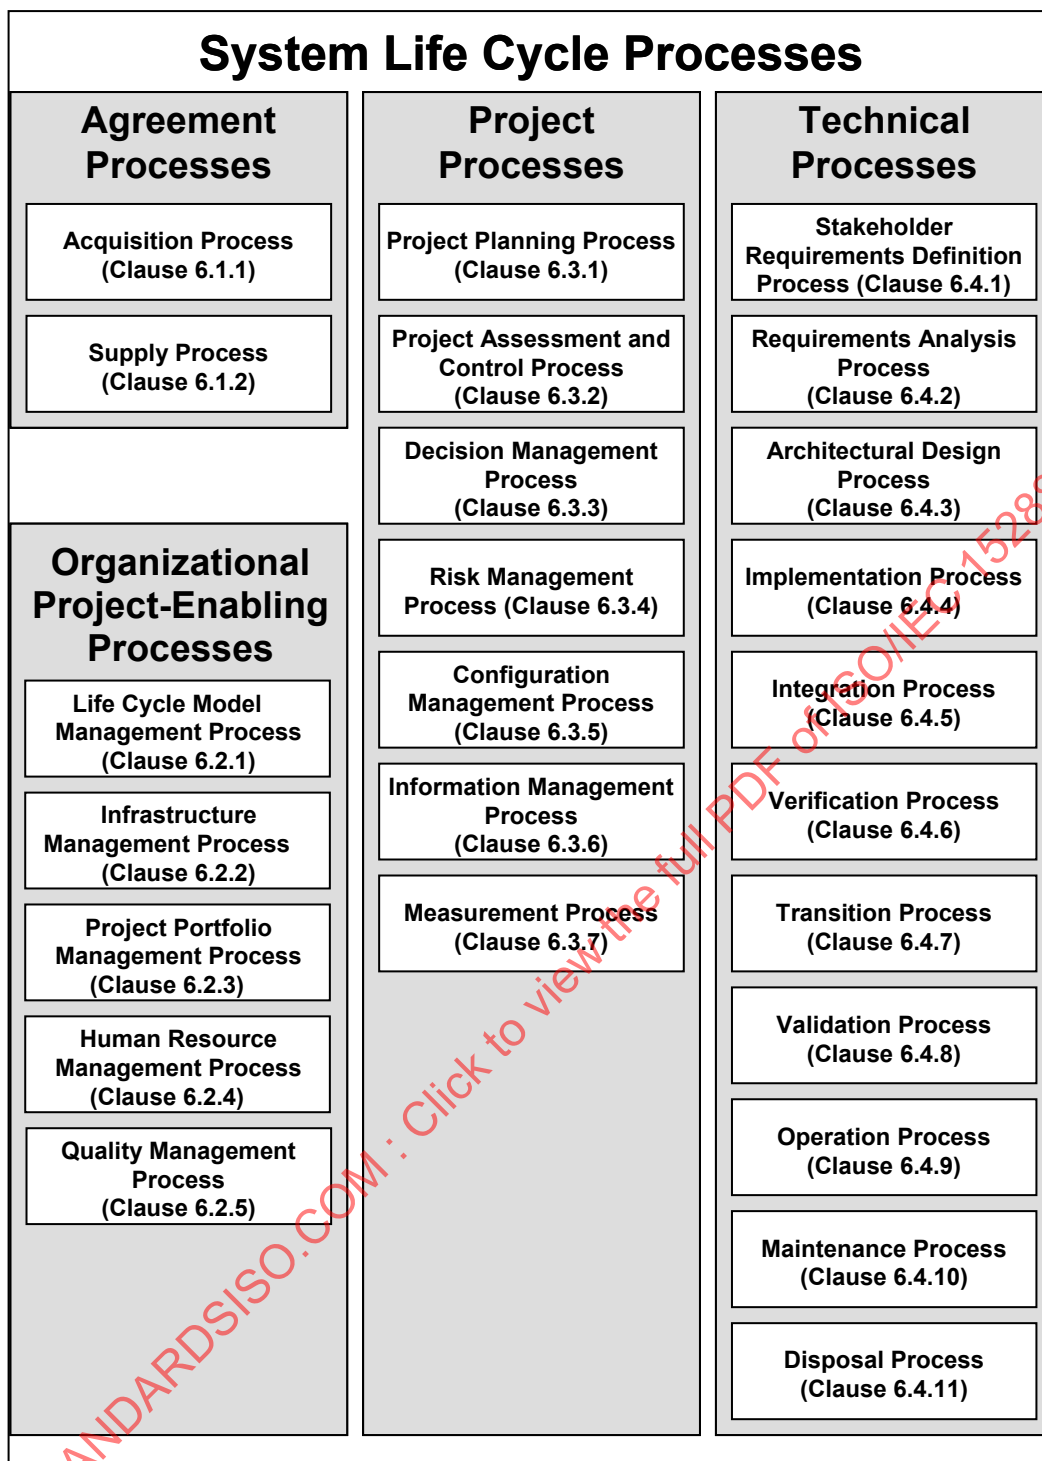 System Life Cycle Processes
Agreement
Processes
Acquisition Process
(Clause 6.1.1)
Supply Process
(Clause 6.1.2)
Organizational
Project-Enabling
Processes
Life Cycle Model
Management Process
(Clause 6.2.1)
Infrastructure
Management Process
(Clause 6.2.2)
Project Portfolio
Management Process
(Clause 6.2.3)
Human Resource
Management Process
(Clause 6.2.4)
Quality Management
Process
(Clause 6.2.5)
Project
Processes
Project Planning Process
(Clause 6.3.1)
Project Assessment and
Control Process
(Clause 6.3.2)
Decision Management
Process
(Clause 6.3.3)
Risk Management
Process (Clause 6.3.4)
Configuration
Management Process
(Clause 6.3.5)
Information Management
Process
(Clause 6.3.6)
Measurement Process
(Clause 6.3.7)
Technical
Processes
Stakeholder
Requirements Definition
Process (Clause 6.4.1)
Requirements Analysis
Process
(Clause 6.4.2)
Architectural Design
Process
(Clause 6.4.3)
Implementation Process
(Clause 6.4.4)
Integration Process
(Clause 6.4.5)
Verification Process
(Clause 6.4.6)
Transition Process
(Clause 6.4.7)
Validation Process
(Clause 6.4.8)
Operation Process
(Clause 6.4.9)
Maintenance Process
(Clause 6.4.10)
Disposal Process
(Clause 6.4.11)
ANDARDSISO.COM : Click to view the full PDF of ISO/IEC 15288